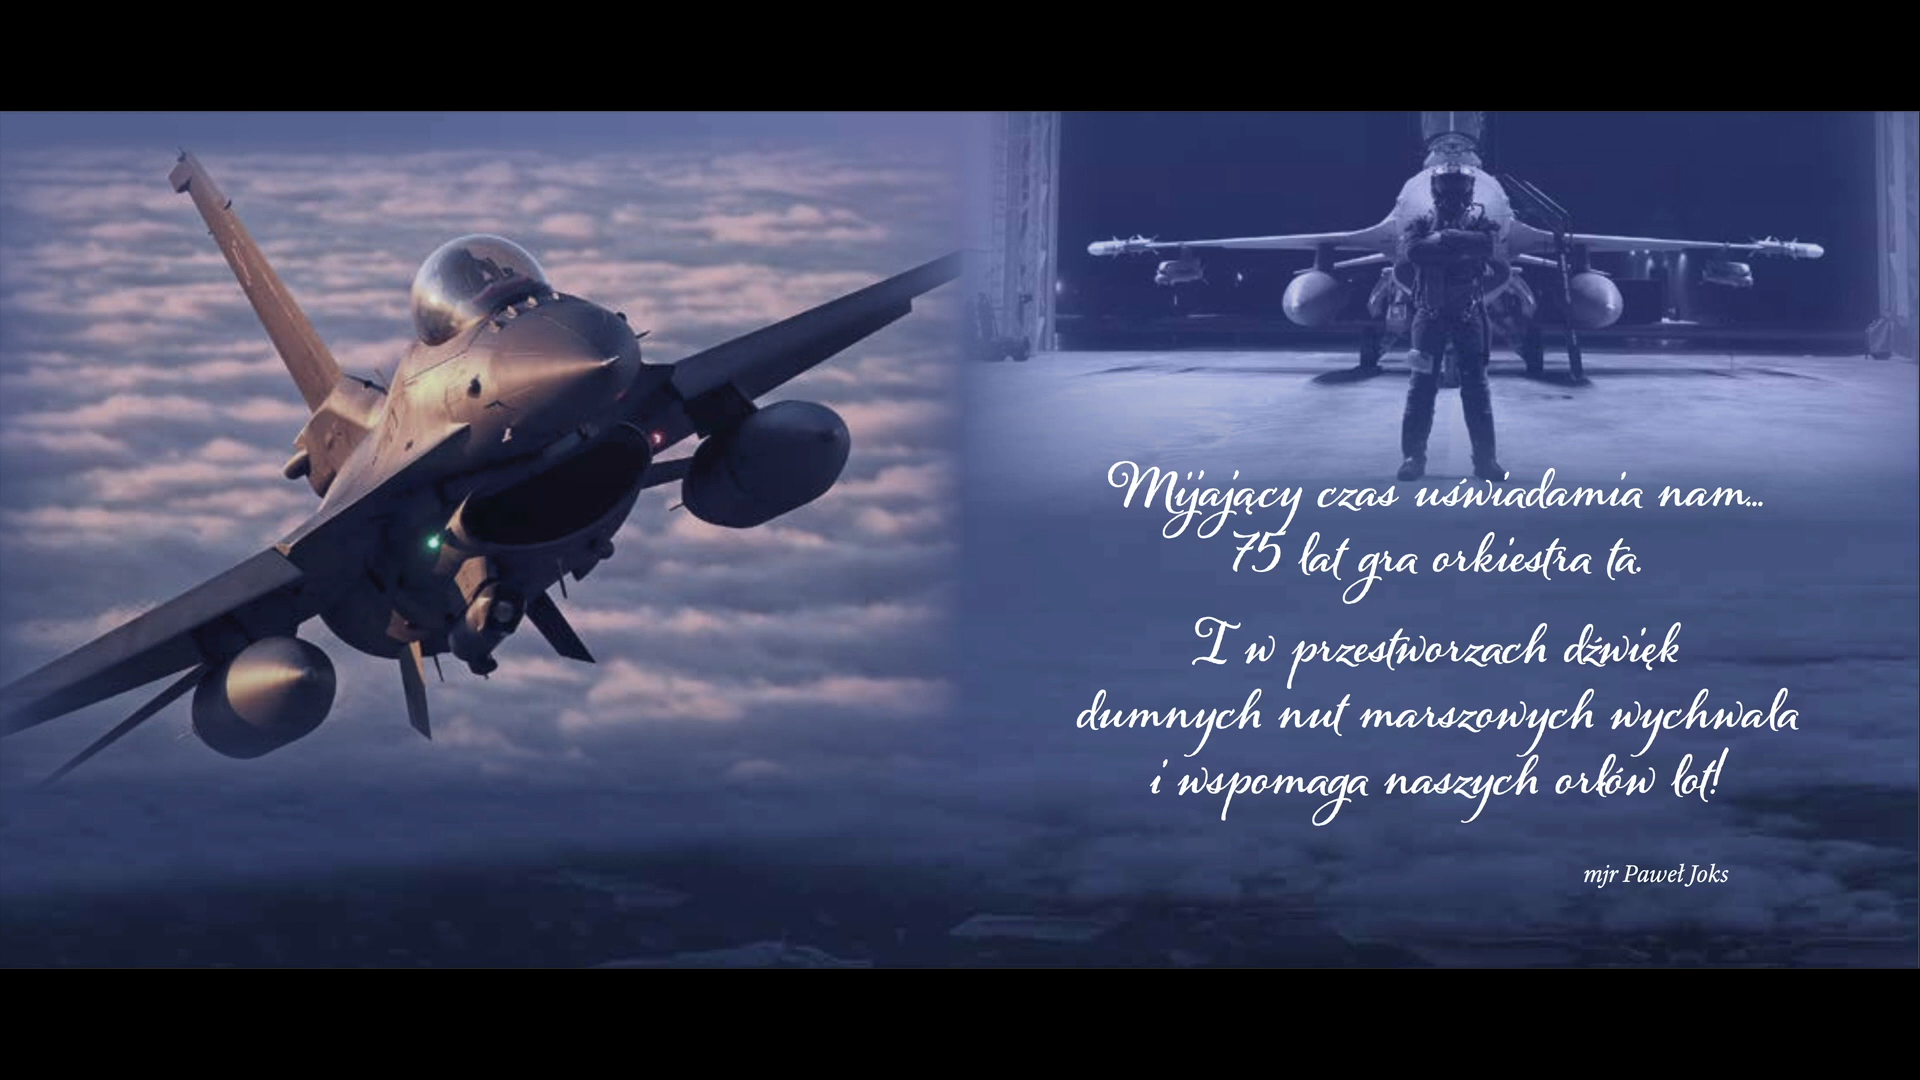 Mijający czas uświadamia nam...
75 lat gra orkiestra ta.
I w przestworzach dźwięk
dumnych nut marszowych wychwala
i wspomaga naszych orłów lot!
mjr Paweł Joks